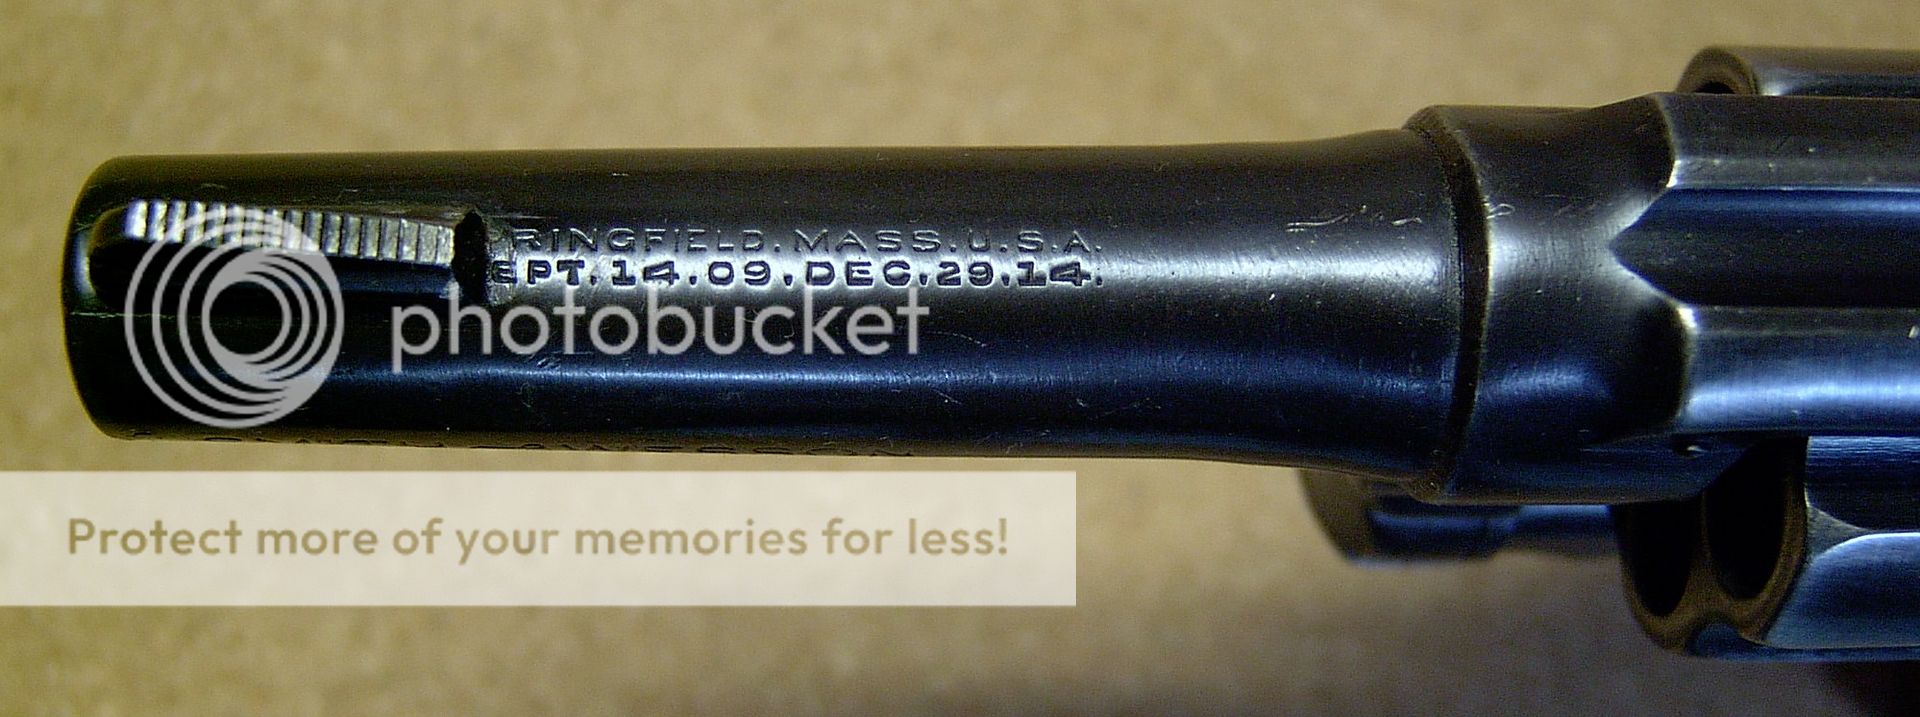 RINGFIELD. MASS. U.S.A.
EPT. 14. 09. DEC. 29. 14.
photobucket
Protect more of your memories for less!